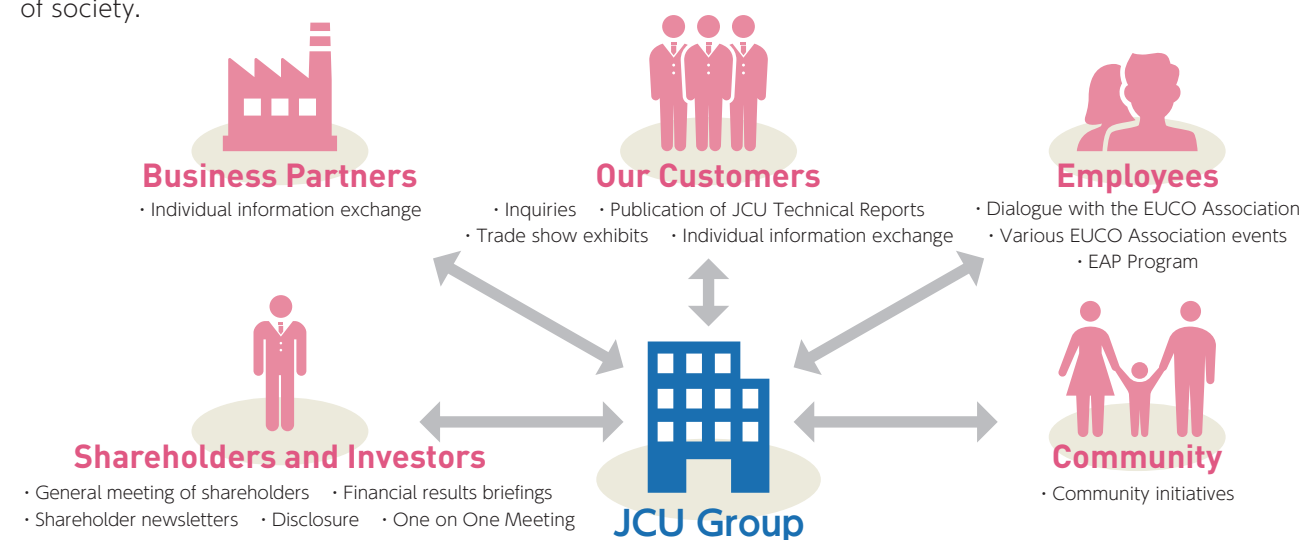 of society.
Business Partners
・Individual information exchange
Our Customers
・Inquiries ・Publication of JCU Technical Reports
・Trade show exhibits ・Individual information exchange
Employees
・Dialogue with the EUCO Association
・Various EUCO Association events
・EAP Program
Shareholders and Investors
・General meeting of shareholders ・Financial results briefings
・Shareholder newsletters ・Disclosure ・One on One Meeting
JCU Group
Community
・Community initiatives